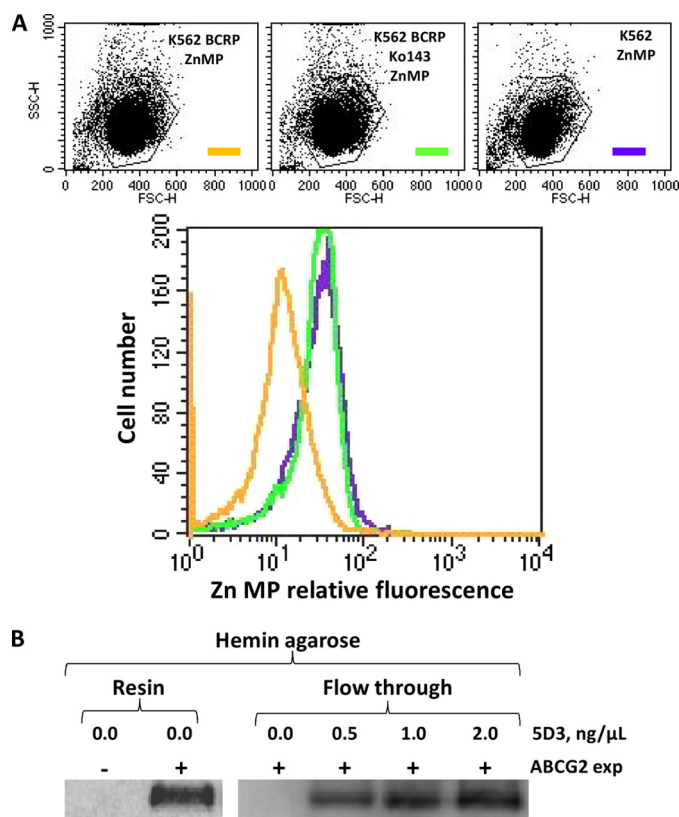 A
K562 BCRP
ZnMP
K562 BCRP
Ko143
ZnMP
K562
ZnMP
SSC-H
1000
0
0 200 400 600 800 1000
FSC-H
0 200 400 600 800 1000
FSC-H
0 200 400 600 800 1000
FSC-H
Cell number
200
160
120
80
40
0
10^0 10^1 10^2 10^3 10^4
Zn MP relative fluorescence
B
Hemin agarose
Resin Flow through
0.0 0.0 0.0 0.5 1.0 2.0 5D3, ng/μL
- + + + + + ABCG2 exp